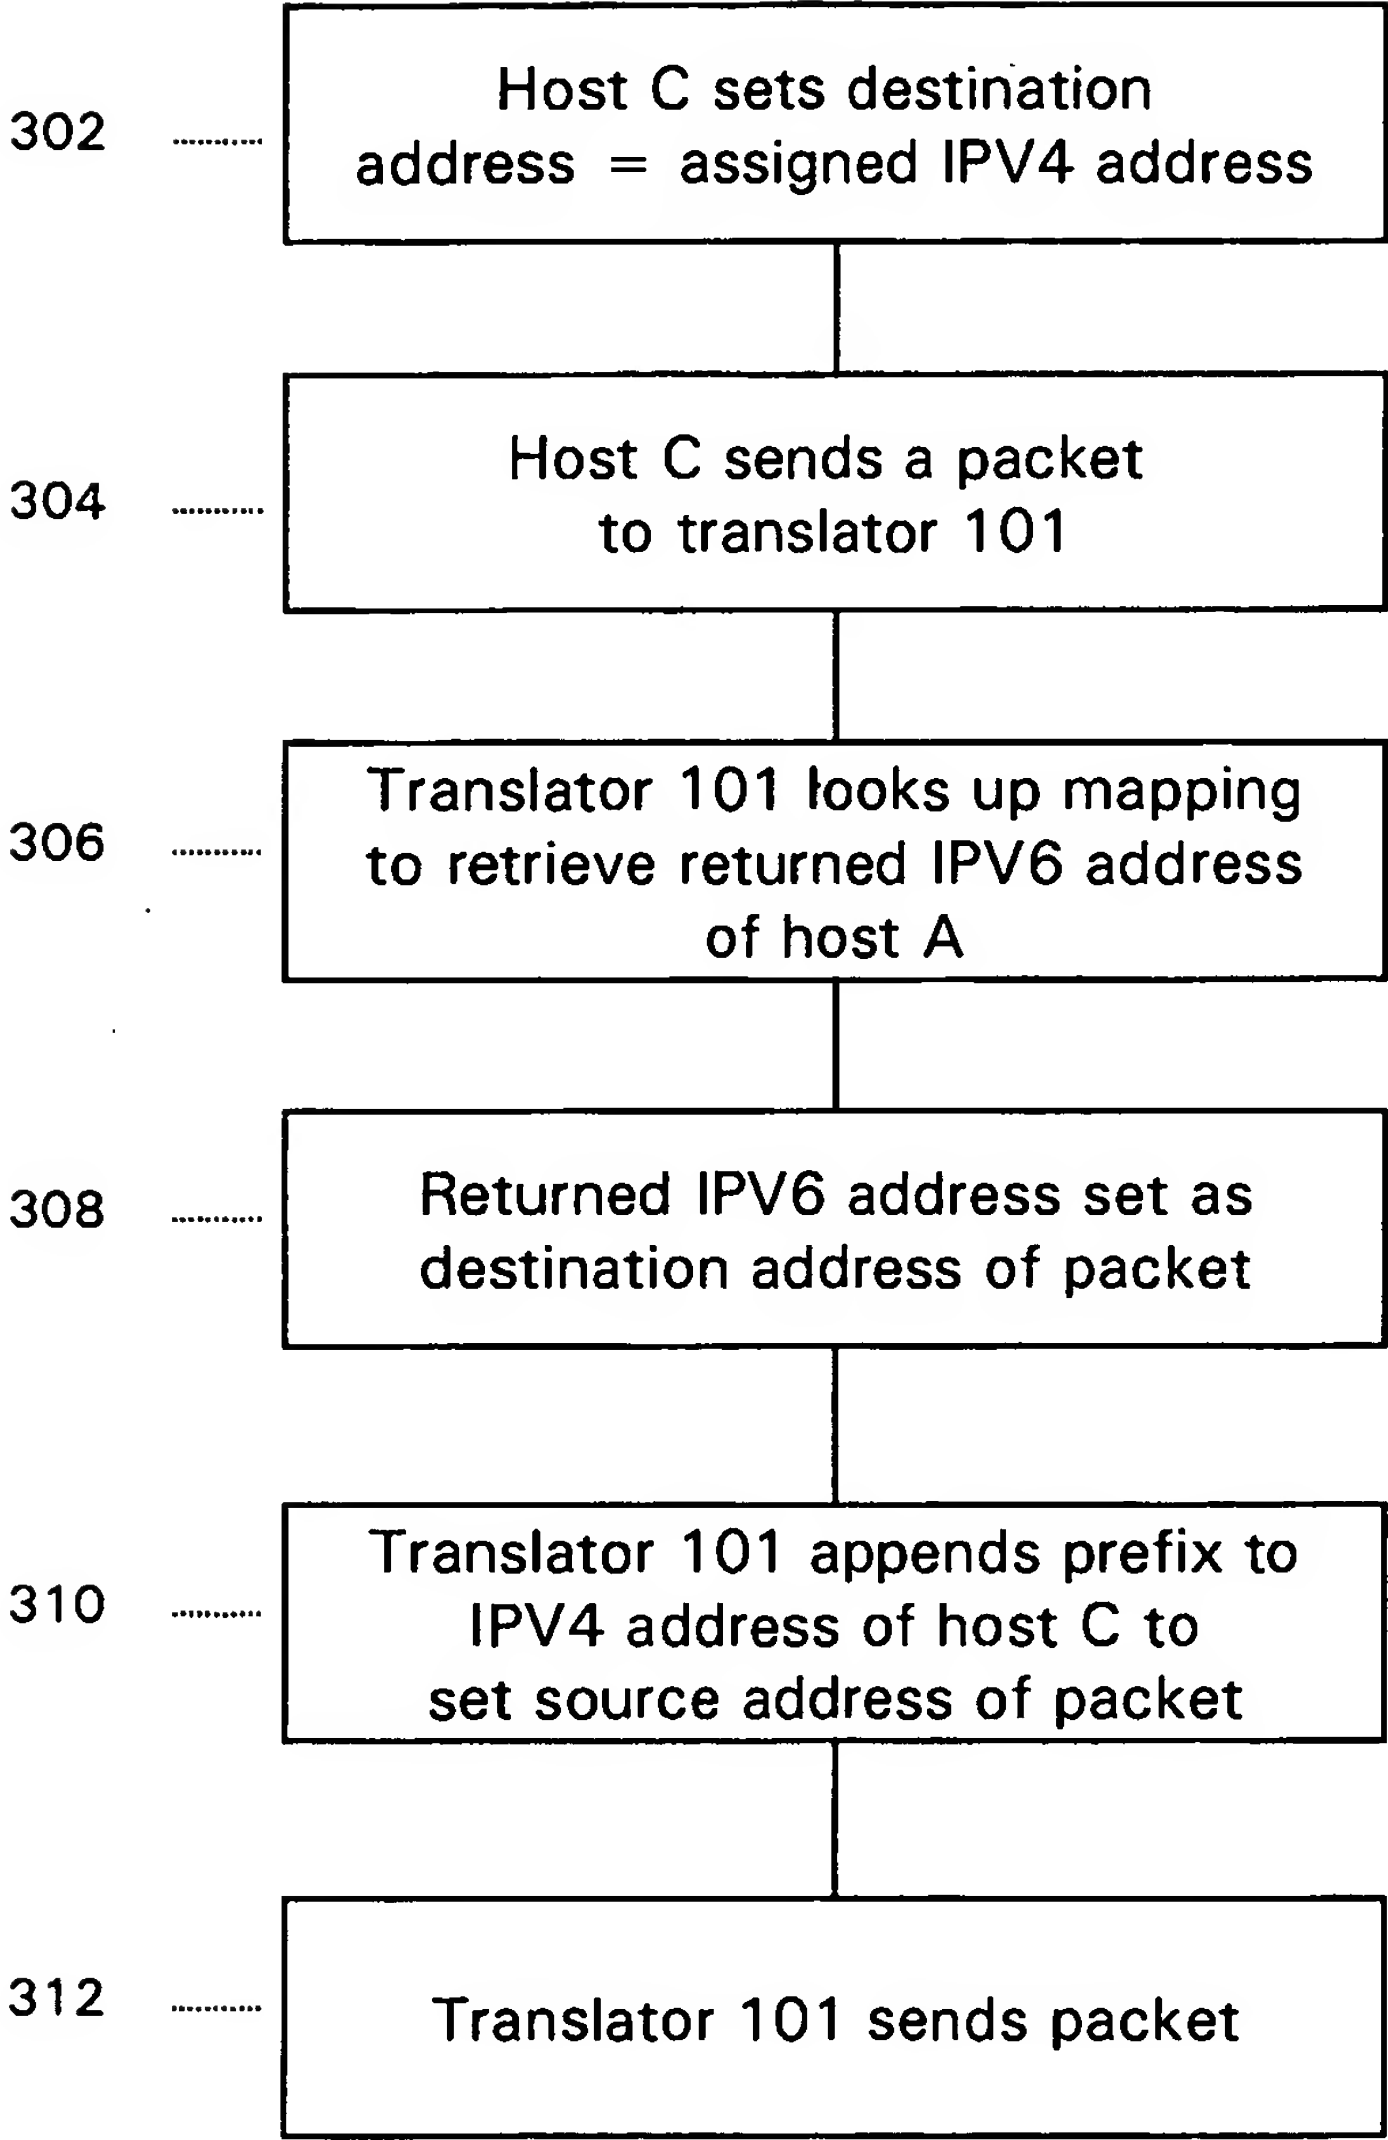 302
Host C sets destination
address = assigned IPV4 address
304
Host C sends a packet
to translator 101
306
Translator 101 looks up mapping
to retrieve returned IPV6 address
of host A
308
Returned IPV6 address set as
destination address of packet
310
Translator 101 appends prefix to
IPV4 address of host C to
set source address of packet
312
Translator 101 sends packet